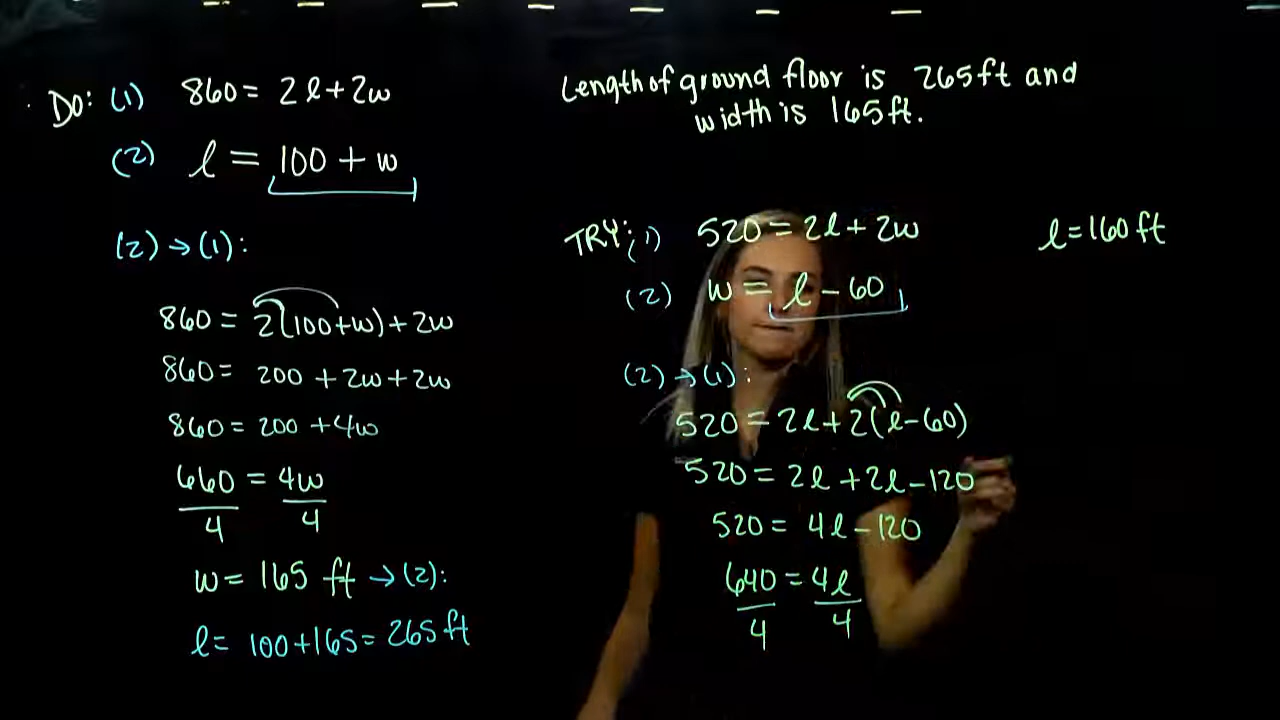 DO: (1) 860 = 2l + 2w
(2) l = 100 + w
(2) → (1):
860 = 2(100+w) + 2w
860 = 200 + 2w + 2w
860 = 200 + 4w
660 = 4w
4 4
w = 165 ft → (2):
l = 100 + 165 = 265 ft
Length of ground floor is 265 ft and
width is 165 ft.
TRY: (1) 520 = 2l + 2w
(2) w = l - 60
(2) → (1):
520 = 2l + 2(l - 60)
520 = 2l + 2l - 120
520 = 4l - 120
640 = 4l
4 4
l = 160 ft